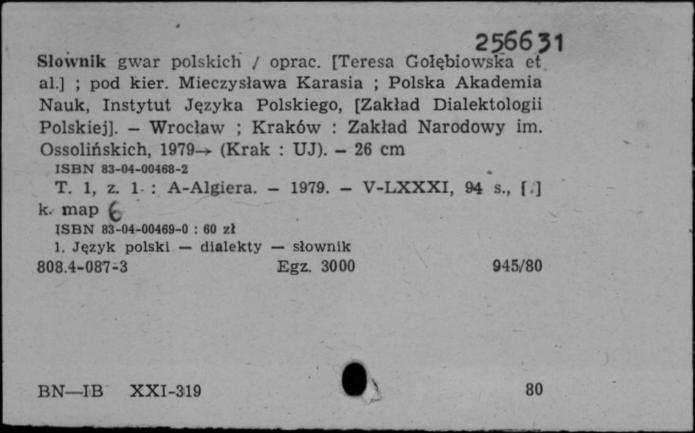 256631
Słownik gwar polskich / oprac. [Teresa Gołębiowska et
al.] ; pod kier. Mieczysława Karasia ; Polska Akademia
Nauk, Instytut Języka Polskiego, [Zakład Dialektologii
Polskiej]. — Wrocław ; Kraków : Zakład Narodowy im.
Ossolińskich, 1979→ (Krak : UJ). — 26 cm
ISBN 83-04-00468-2
T. 1, z. 1 : A-Algiera. — 1979. — V-LXXXI, 94 s., [.]
k. map 6
ISBN 83-04-00469-0 : 60 zł
1. Język polski — dialekty — słownik
808.4-087-3 Egz. 3000 945/80
BN—IB XXI-319 80